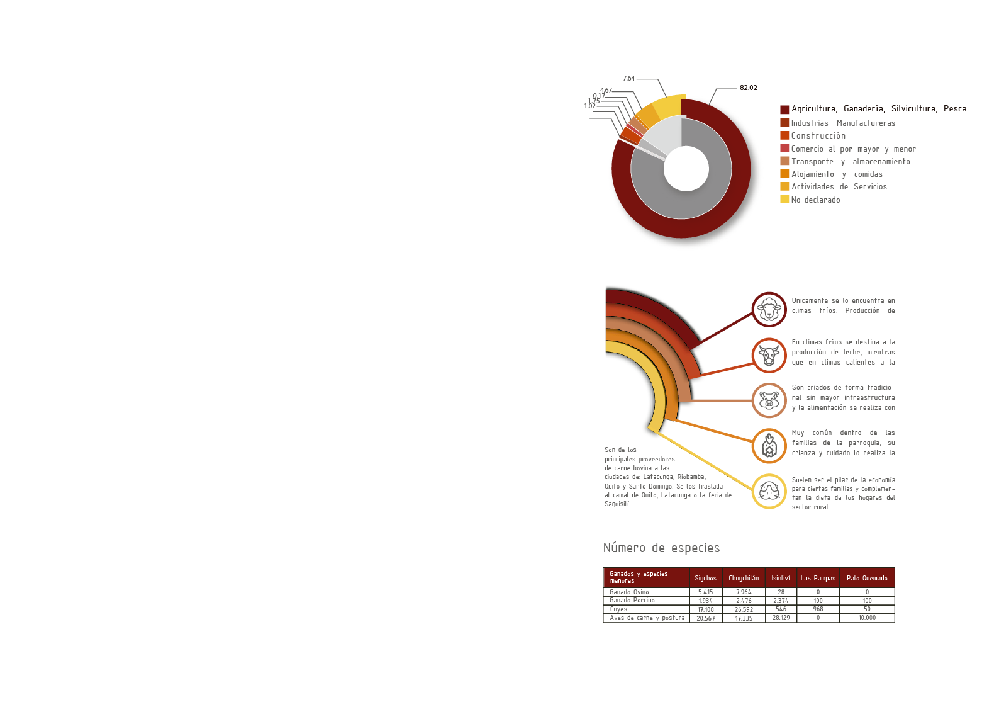 7.64
82.02
4.67
0.17
1.75
1.02
Agricultura, Ganadería, Silvicultura, Pesca
Industrias Manufactureras
Construcción
Comercio al por mayor y menor
Transporte y almacenamiento
Alojamiento y comidas
Actividades de Servicios
No declarado
Unicamente se lo encuentra en
climas fríos. Producción de
En climas fríos se destina a la
producción de leche, mientras
que en climas calientes a la
Son criados de forma tradicio-
nal sin mayor infraestructura
y la alimentación se realiza con
Muy común dentro de las
familias de la parroquia, su
crianza y cuidado lo realiza la
Suelen ser el pilar de la economía
para ciertas familias y complemen-
tan la dieta de los hogares del
sector rural.
Son de los
principales proveedores
de carne bovina a las
ciudades de: Latacunga, Riobamba,
Quito y Santo Domingo. Se los traslada
al camal de Quito, Latacunga o la feria de
Saquisilí.
Número de especies
Ganados y especies
menores
Sigchos Chugchilán Isinliví Las Pampas Palo Quemado
Ganado Ovino 5.415 7.964 28 0 0
Ganado Porcino 1.934 2.476 2.374 100 100
Cuyes 17.108 26.592 546 968 50
Aves de carne y postura 20.567 17.335 28.129 0 10.000